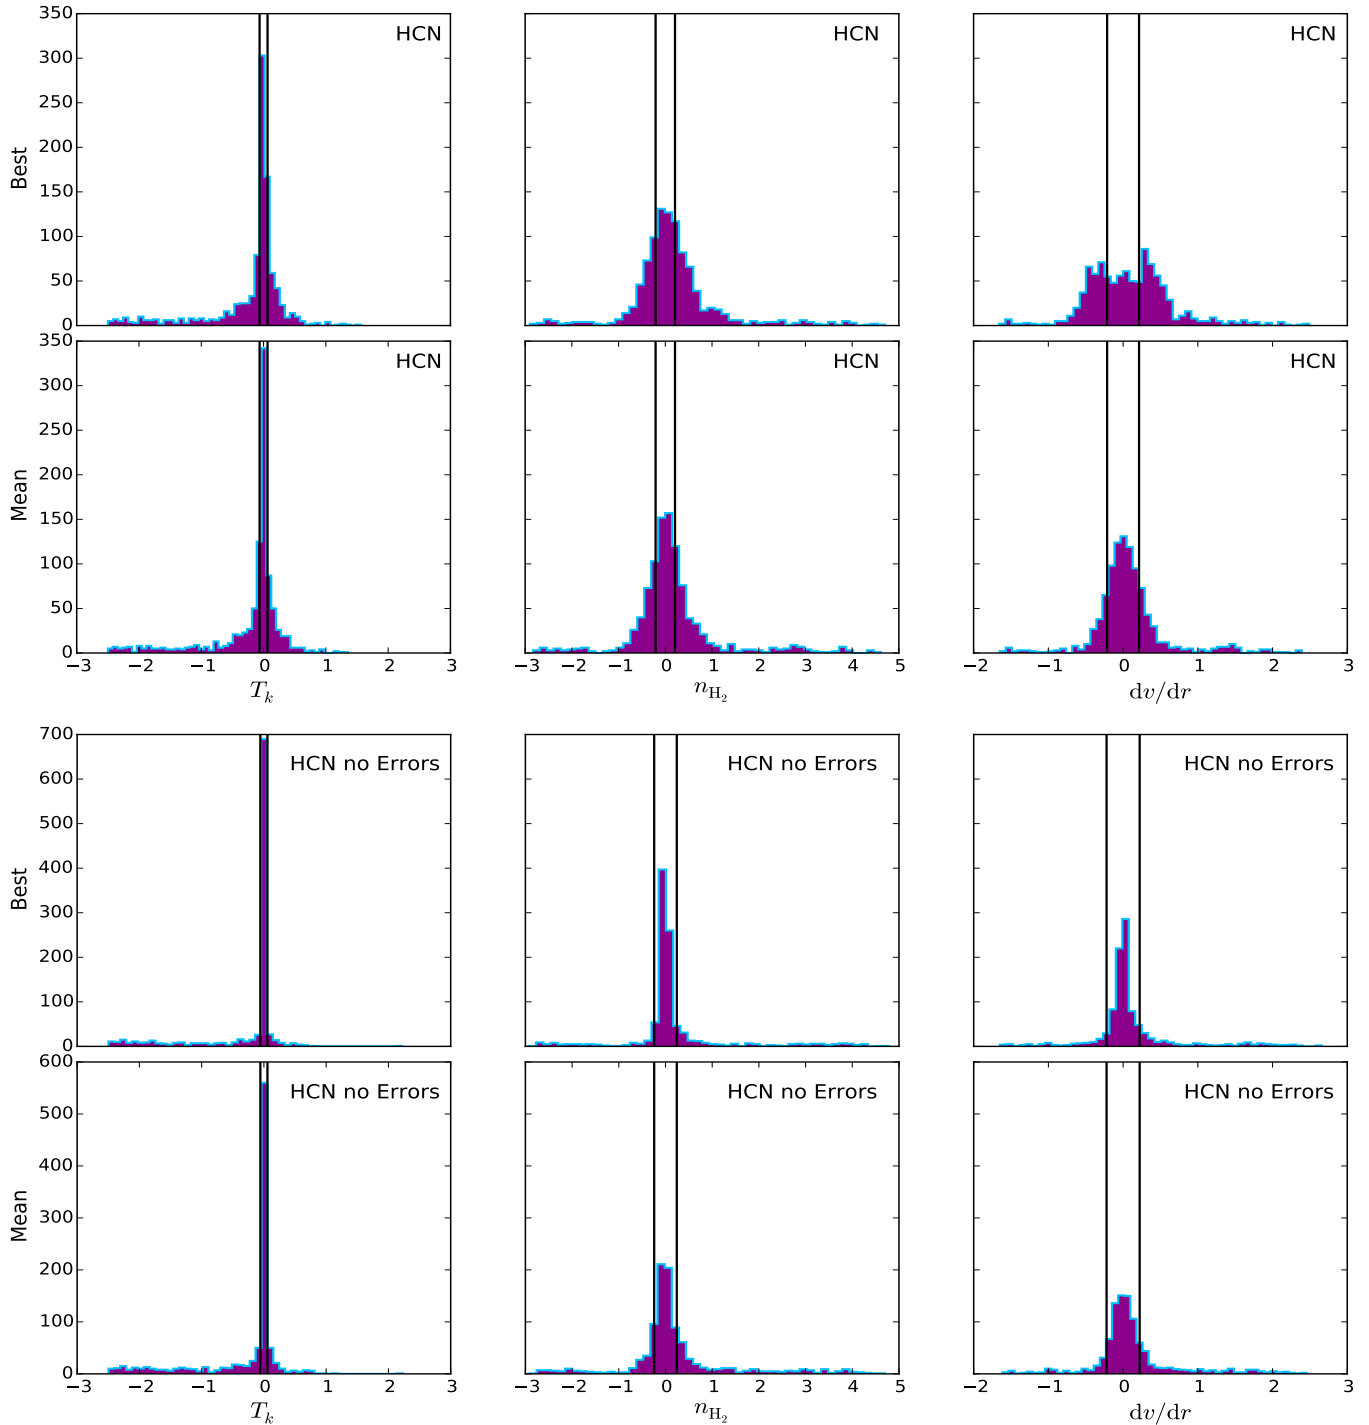 350 300 250 200 150 100 50 0
Best
HCN
HCN
HCN
350 300 250 200 150 100 50 0
Mean
HCN
HCN
HCN
−3 −2 −1 0 1 2 3
−3 −2 −1 0 1 2 3 4 5
−2 −1 0 1 2 3
T_k
n_H₂
dv/dr
700 600 500 400 300 200 100 0
Best
HCN no Errors
HCN no Errors
HCN no Errors
600 500 400 300 200 100 0
Mean
HCN no Errors
HCN no Errors
HCN no Errors
−3 −2 −1 0 1 2 3
−3 −2 −1 0 1 2 3 4 5
−2 −1 0 1 2 3
T_k
n_H₂
dv/dr